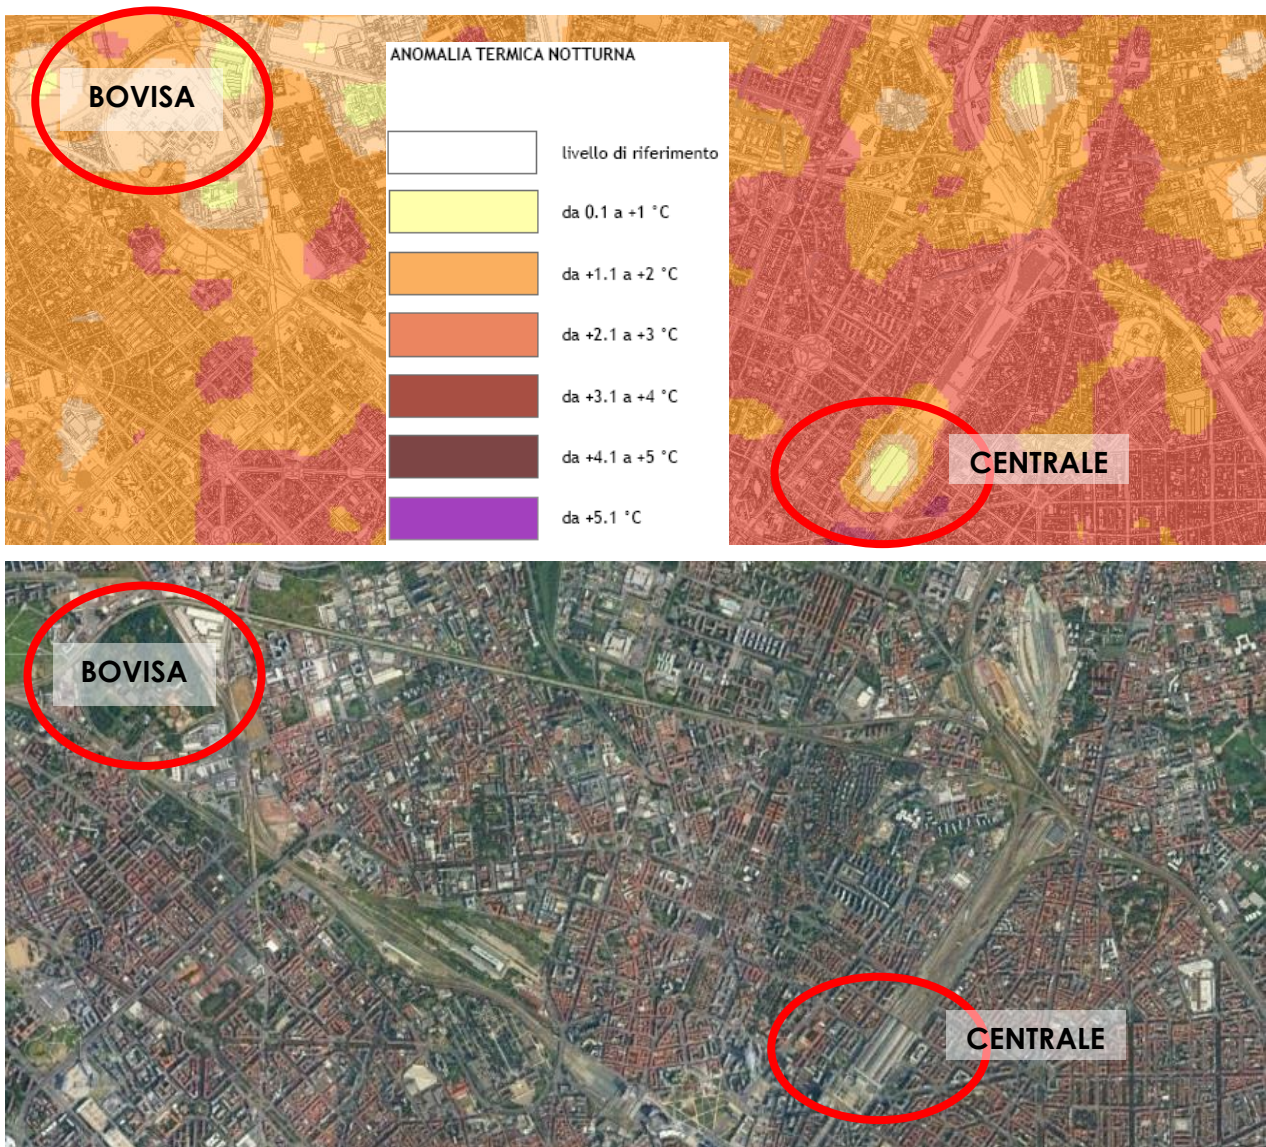 ANOMALIA TERMICA NOTTURNA
BOVISA
livello di riferimento
da 0.1 a +1 °C
da +1.1 a +2 °C
da +2.1 a +3 °C
da +3.1 a +4 °C
da +4.1 a +5 °C
da +5.1 °C
CENTRALE
BOVISA
CENTRALE